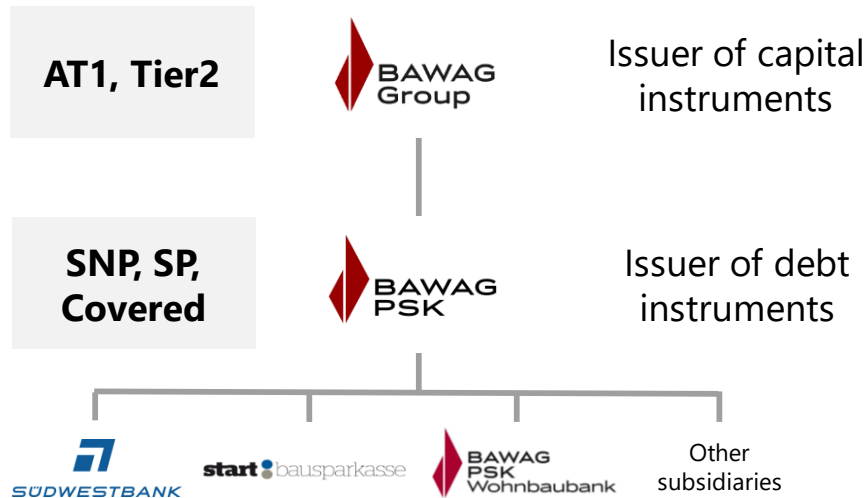 AT1, Tier2
BAWAG
Group
Issuer of capital
instruments
SNP, SP,
Covered
BAWAG
PSK
Issuer of debt
instruments
SÜDWESTBANK
start:bausparkasse
BAWAG
PSK
Wohnbaubank
Other
subsidiaries